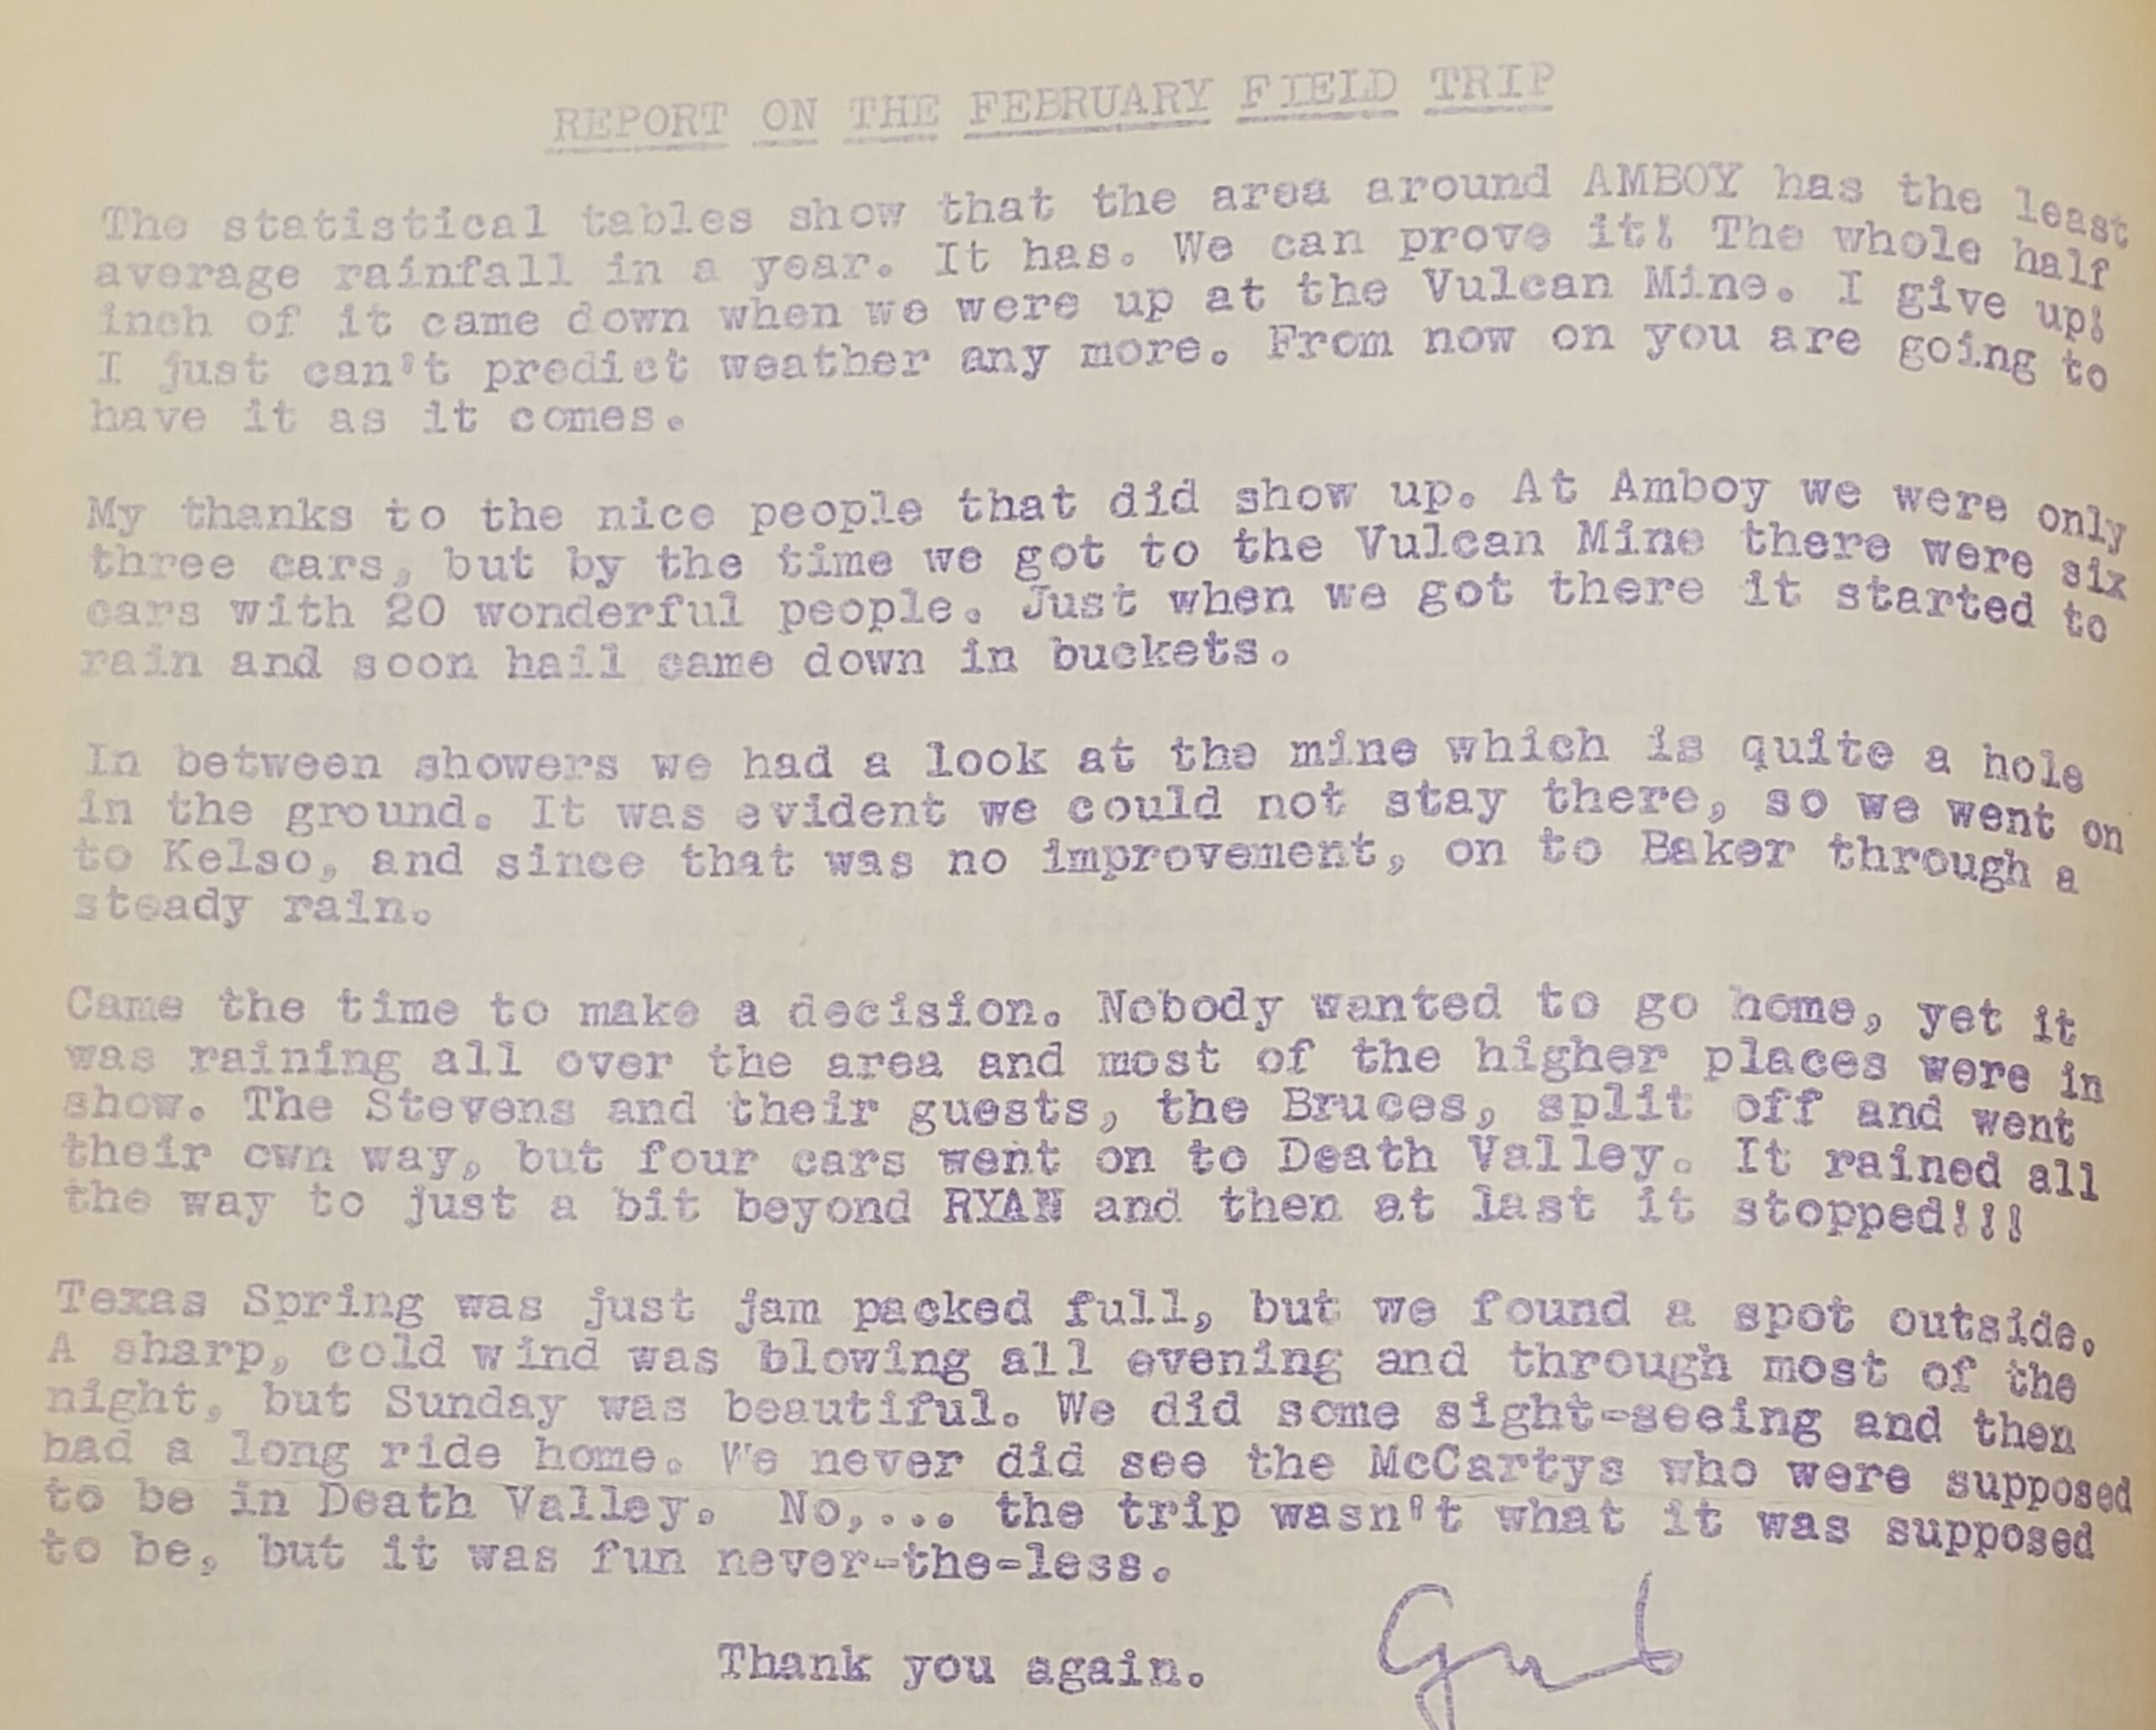 REPORT ON THE FEBRUARY FIELD TRIP
The statistical tables show that the area around AMBOY has the least
average rainfall in a year. It has. We can prove it! The whole half
inch of it came down when we were up at the Vulcan Mine. I give up!
I just can't predict weather any more. From now on you are going to
have it as it comes.
My thanks to the nice people that did show up. At Amboy we were only
three cars, but by the time we got to the Vulcan Mine there were six
cars with 20 wonderful people. Just when we got there it started to
rain and soon hail came down in buckets.
In between showers we had a look at the mine which is quite a hole
in the ground. It was evident we could not stay there, so we went on
to Kelso, and since that was no improvement, on to Baker through a
steady rain.
Came the time to make a decision. Nobody wanted to go home, yet it
was raining all over the area and most of the higher places were in
show. The Stevens and their guests, the Bruces, split off and went
their own way, but four cars went on to Death Valley. It rained all
the way to just a bit beyond RYAN and then at last it stopped!!!
Texas Spring was just jam packed full, but we found a spot outside.
A sharp, cold wind was blowing all evening and through most of the
night, but Sunday was beautiful. We did some sight-seeing and then
had a long ride home. We never did see the McCartys who were supposed
to be in Death Valley. No,... the trip wasn't what it was supposed
to be, but it was fun never-the-less.
Thank you again.